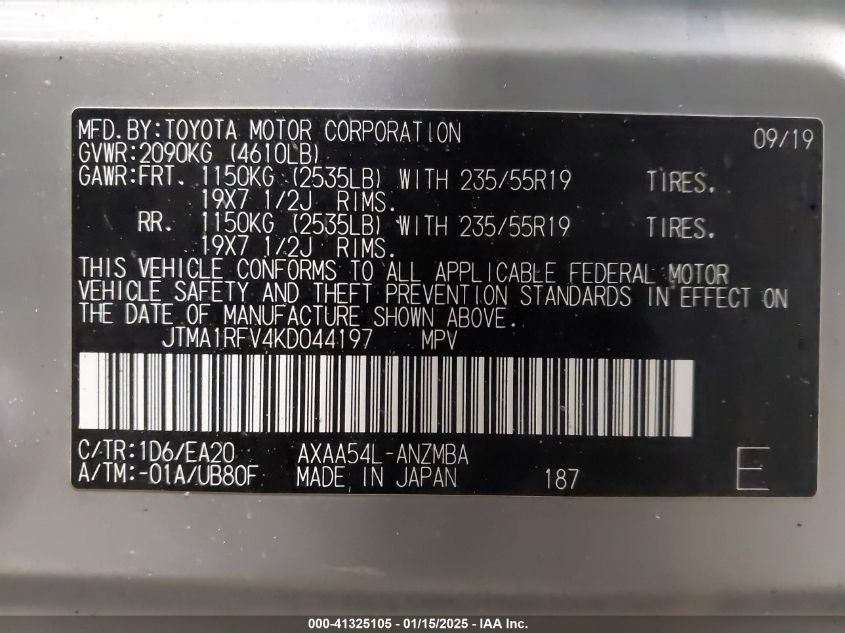 MFD.BY:TOYOTA MOTOR CORPORATION 09/19
GVWR:2090KG (4610LB)
GAWR:FRT. 1150KG (2535LB) WITH 235/55R19 TIRES.
19X7 1/2J RIMS.
RR. 1150KG (2535LB) WITH 235/55R19 TIRES.
19X7 1/2J RIMS.
THIS VEHICLE CONFORMS TO ALL APPLICABLE FEDERAL MOTOR
VEHICLE SAFETY AND THEFT PREVENTION STANDARDS IN EFFECT ON
THE DATE OF MANUFACTURE SHOWN ABOVE.
JTMA1RFV4KD044197 MPV
C/TR:1D6/EA20 AXAA54L-ANZMBA
A/TM:-01A/UB80F MADE IN JAPAN 187 E
000-41325105 - 01/15/2025 - IAA Inc.